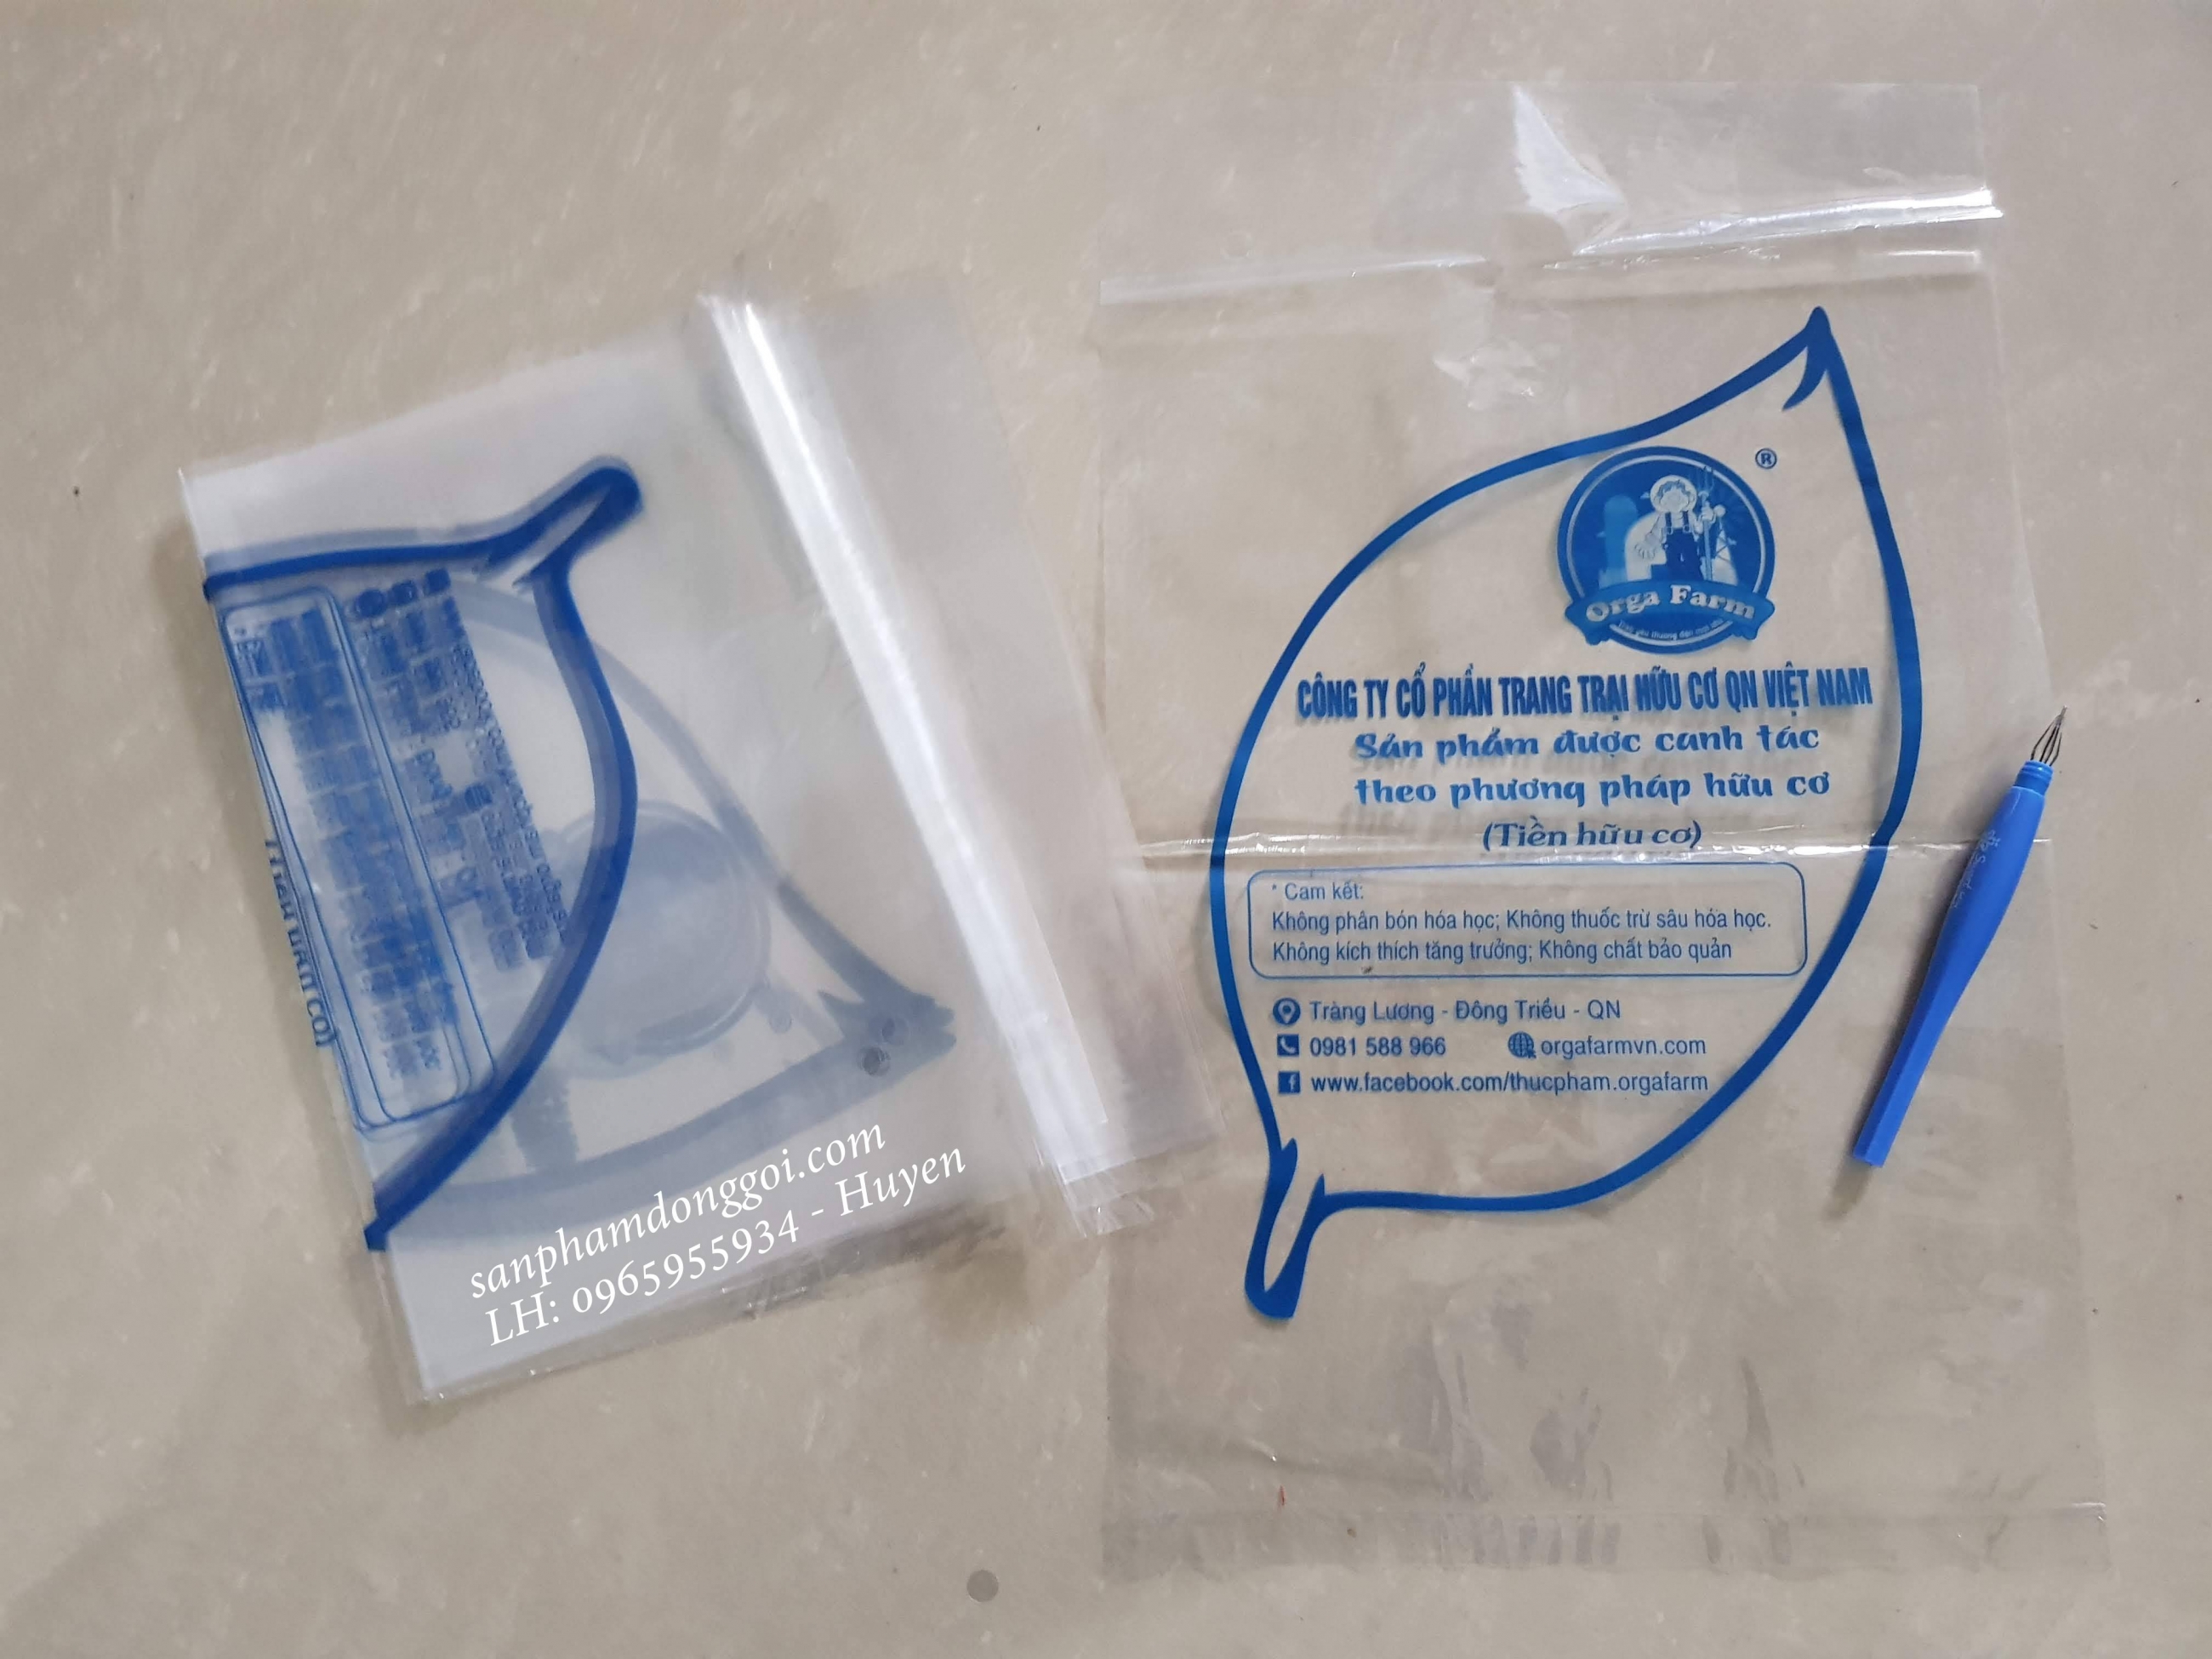 ®
Orga Farm
CÔNG TY CỔ PHẦN TRANG TRẠI HỮU CƠ QN VIỆT NAM
Sản phẩm được canh tác
theo phương pháp hữu cơ
(Tiền hữu cơ)
* Cam kết:
Không phân bón hóa học; Không thuốc trừ sâu hóa học.
Không kích thích tăng trưởng; Không chất bảo quản
Tràng Lương - Đông Triều - QN
0981 588 966 orgafarmvn.com
www.facebook.com/thucpham.orgafarm
sanphamdonggoi.com
LH: 0965955934 - Huyen